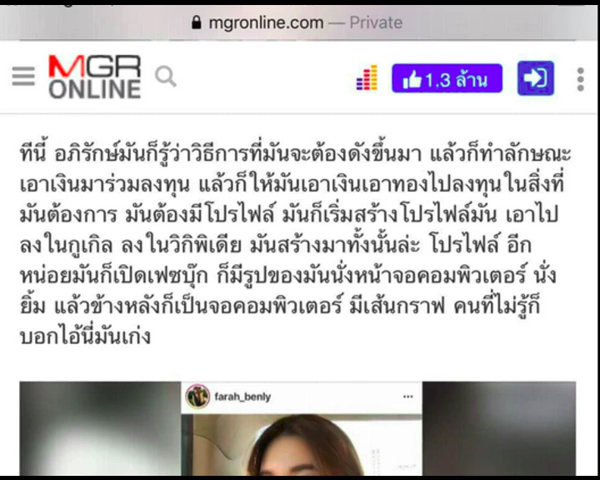 mgronline.com — Private
MGR
ONLINE
1.3 ล้าน
ทีนี้ อภิรักษ์มันก็รู้ว่าวิธีการที่มันจะต้องดังขึ้นมา แล้วก็ทำลักษณะ
เอาเงินมาร่วมลงทุน แล้วก็ให้มันเอาเงินเอาทองไปลงทุนในสิ่งที่
มันต้องการ มันต้องมีโปรไฟล์ มันก็เริ่มสร้างโปรไฟล์มัน เอาไป
ลงในกูเกิล ลงในวิกิพิเดีย มันสร้างมาทั้งนั้นล่ะ โปรไฟล์ อีก
หน่อยมันก็เปิดเฟซบุ๊ก ก็มีรูปของมันนั่งหน้าจอคอมพิวเตอร์ นั่ง
ยิ้ม แล้วข้างหลังก็เป็นจอคอมพิวเตอร์ มีเส้นกราฟ คนที่ไม่รู้ก็
บอกไอ้นี่มันเก่ง
farah_benly